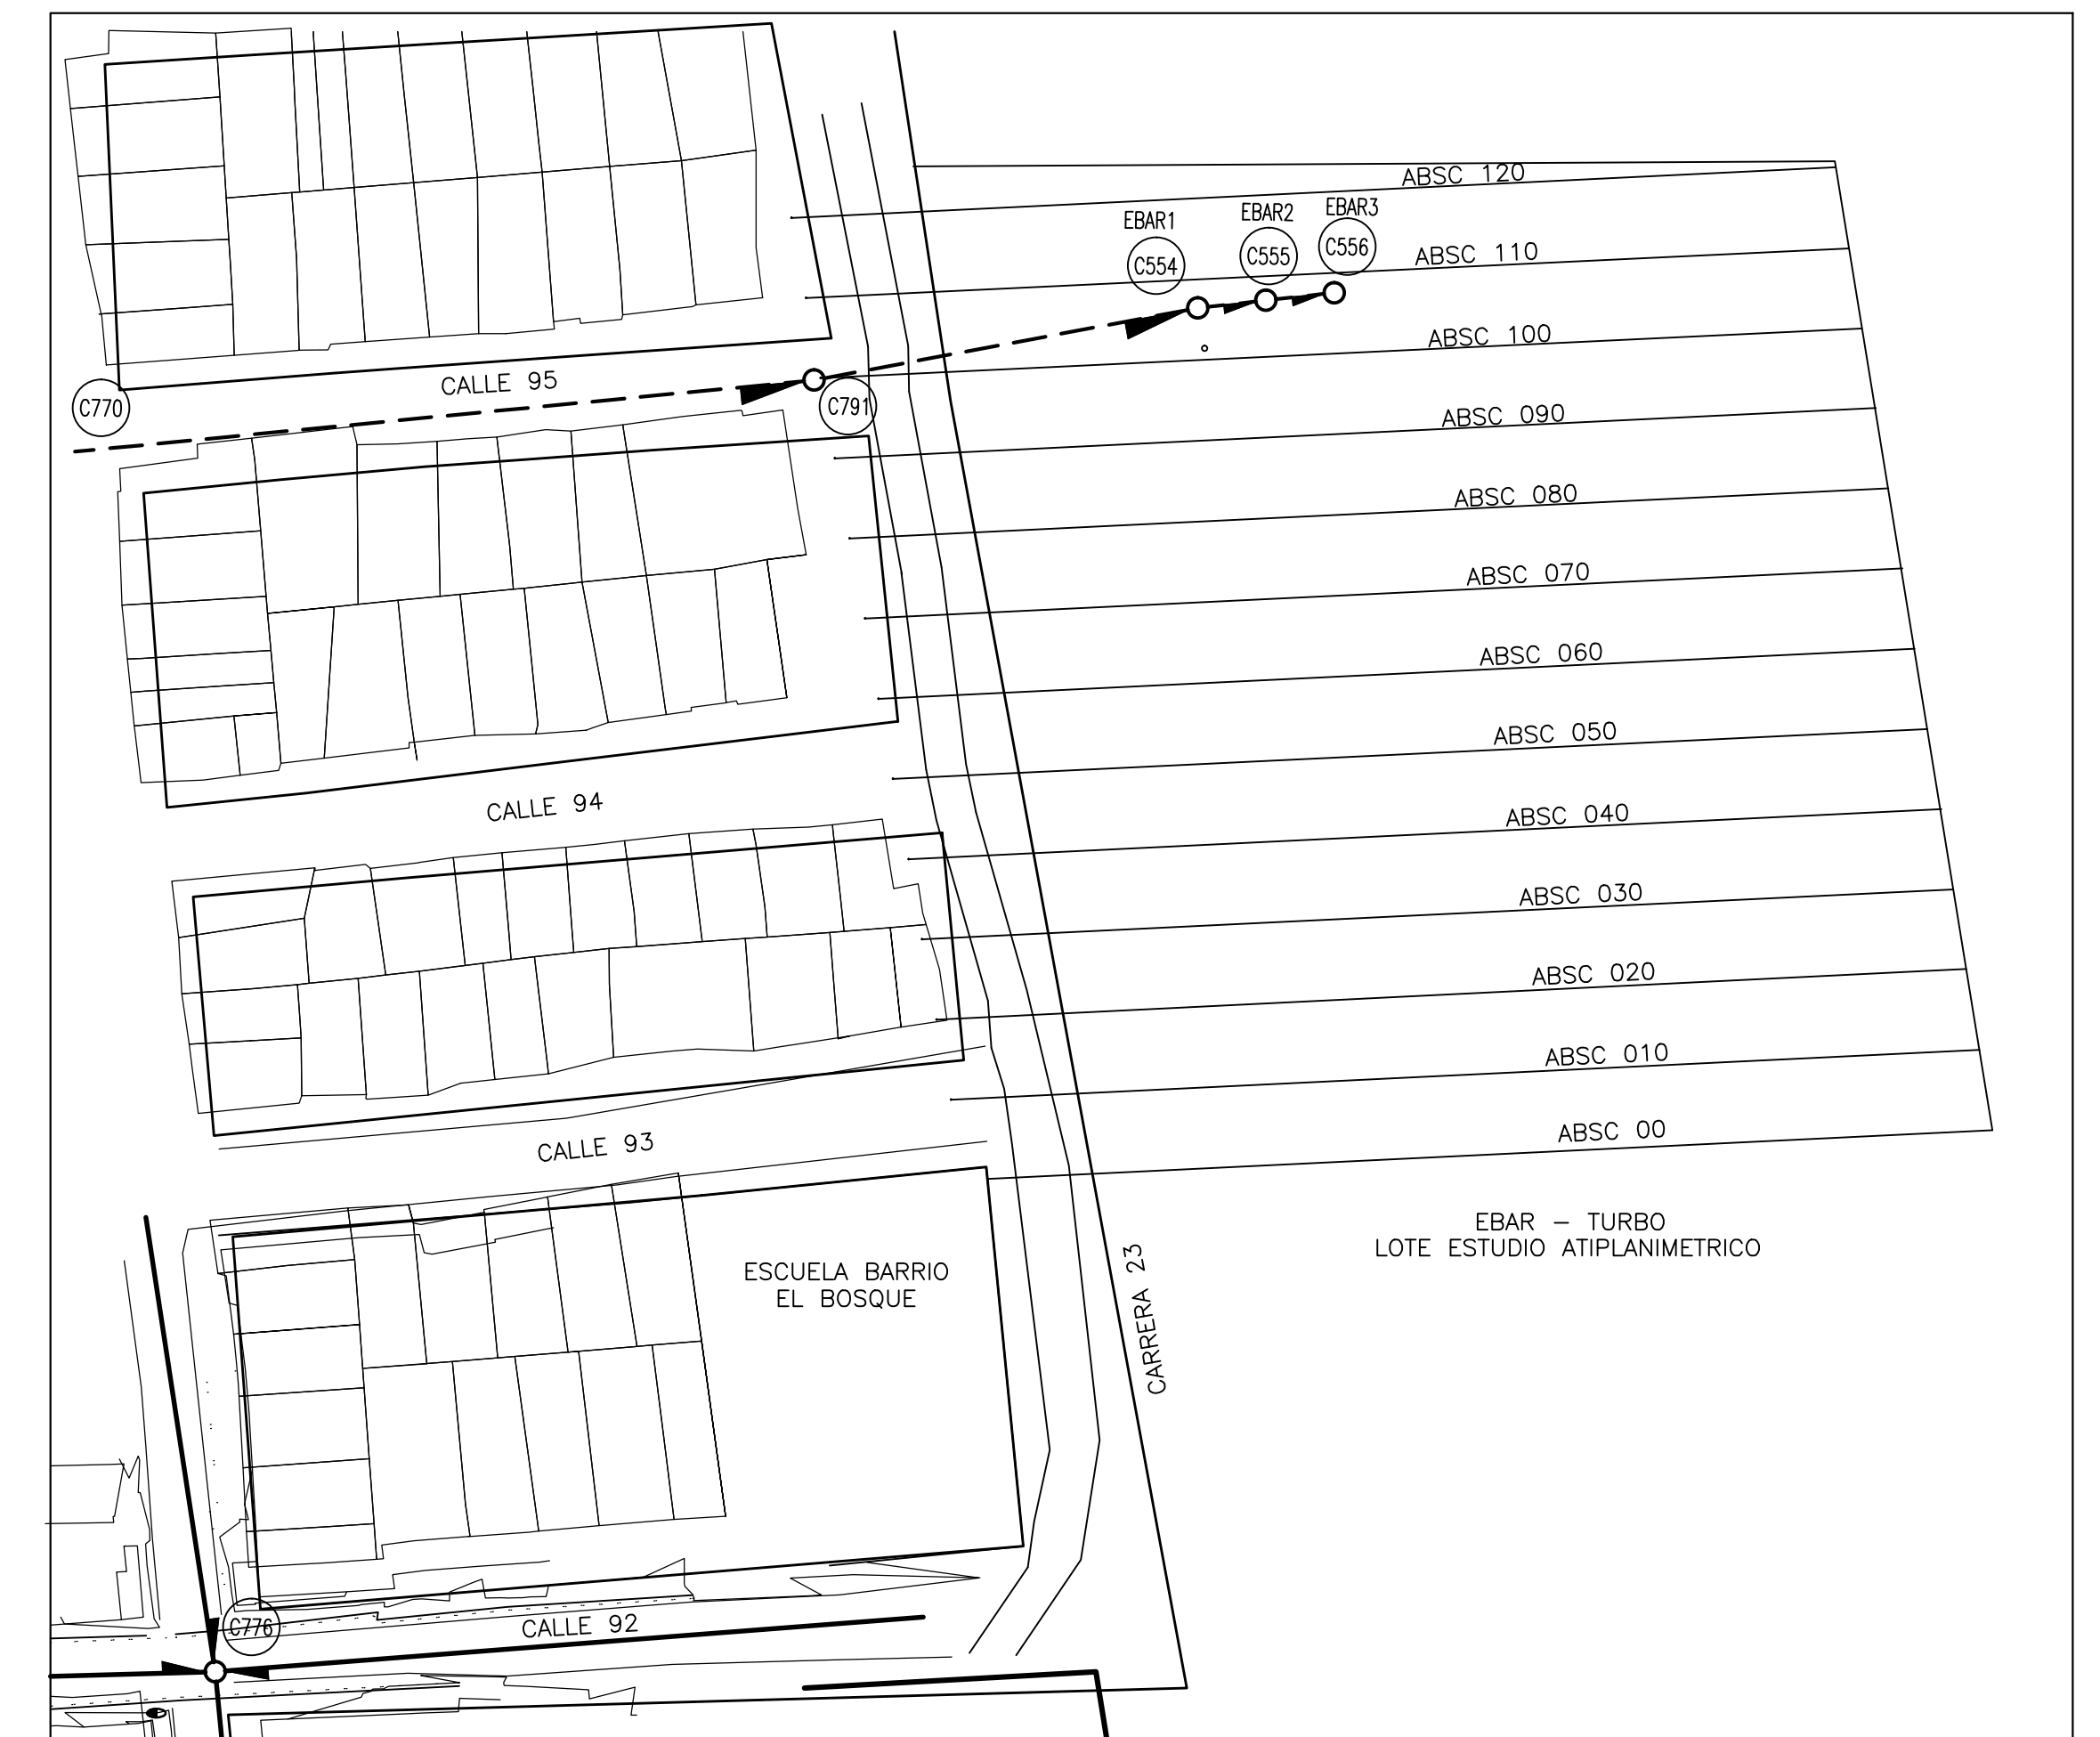 ABSC 120
EBAR1
EBAR2
EBAR3
C554
C555
C556
ABSC 110
ABSC 100
CALLE 95
C770
C791
ABSC 090
ABSC 080
ABSC 070
ABSC 060
ABSC 050
CALLE 94
ABSC 040
ABSC 030
ABSC 020
ABSC 010
CALLE 93
ABSC 00
EBAR - TURBO
LOTE ESTUDIO ATIPLANIMETRICO
ESCUELA BARRIO
EL BOSQUE
CARRERA 23
C776
CALLE 92